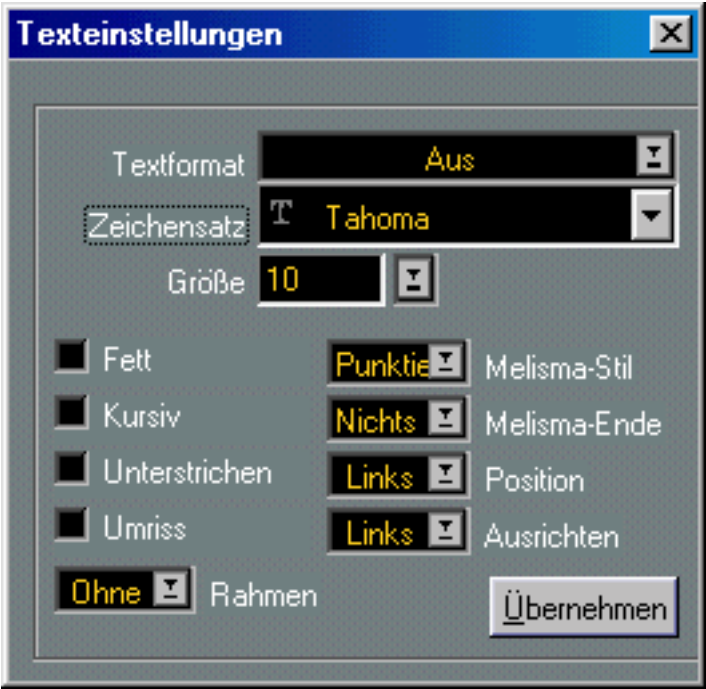 Texteinstellungen
Textformat Aus
Zeichensatz T Tahoma
Größe 10
Fett Punktie Melisma-Stil
Kursiv Nichts Melisma-Ende
Unterstrichen Links Position
Umriss Links Ausrichten
Ohne Rahmen Übernehmen